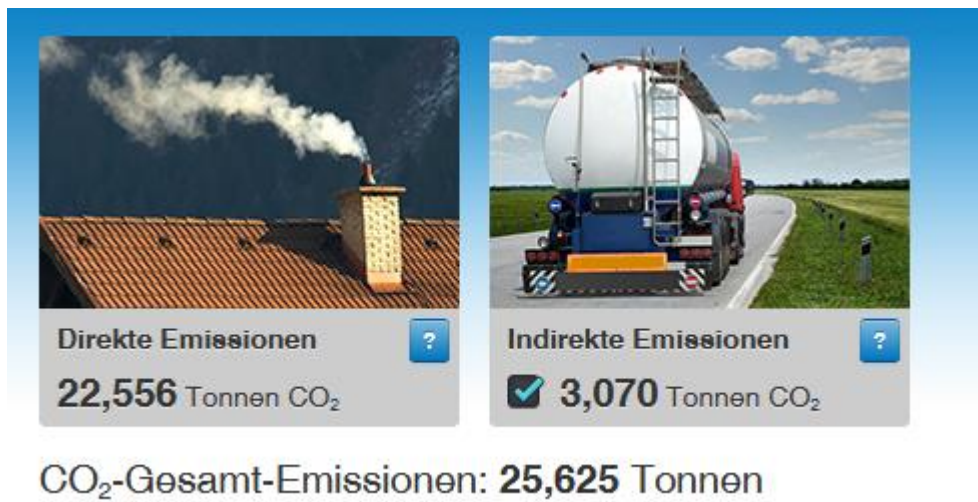 Direkte Emissionen ?
22,556 Tonnen CO₂
Indirekte Emissionen ?
3,070 Tonnen CO₂
CO₂-Gesamt-Emissionen: 25,625 Tonnen